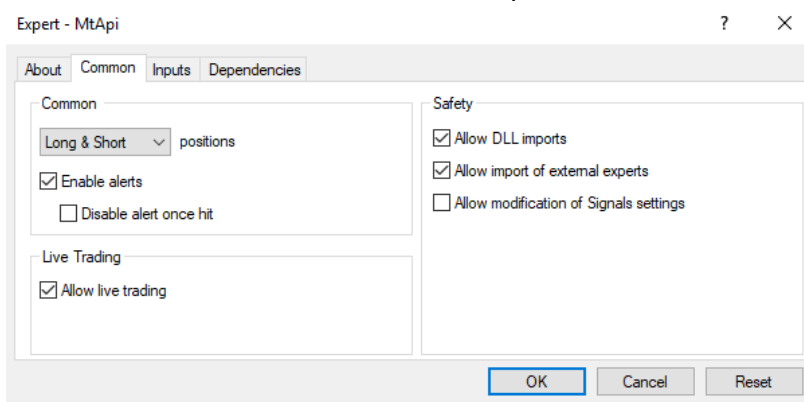 Expert - MtApi
?
About Common Inputs Dependencies
Common
Long & Short positions
Enable alerts
Disable alert once hit
Live Trading
Allow live trading
Safety
Allow DLL imports
Allow import of external experts
Allow modification of Signals settings
OK Cancel Reset